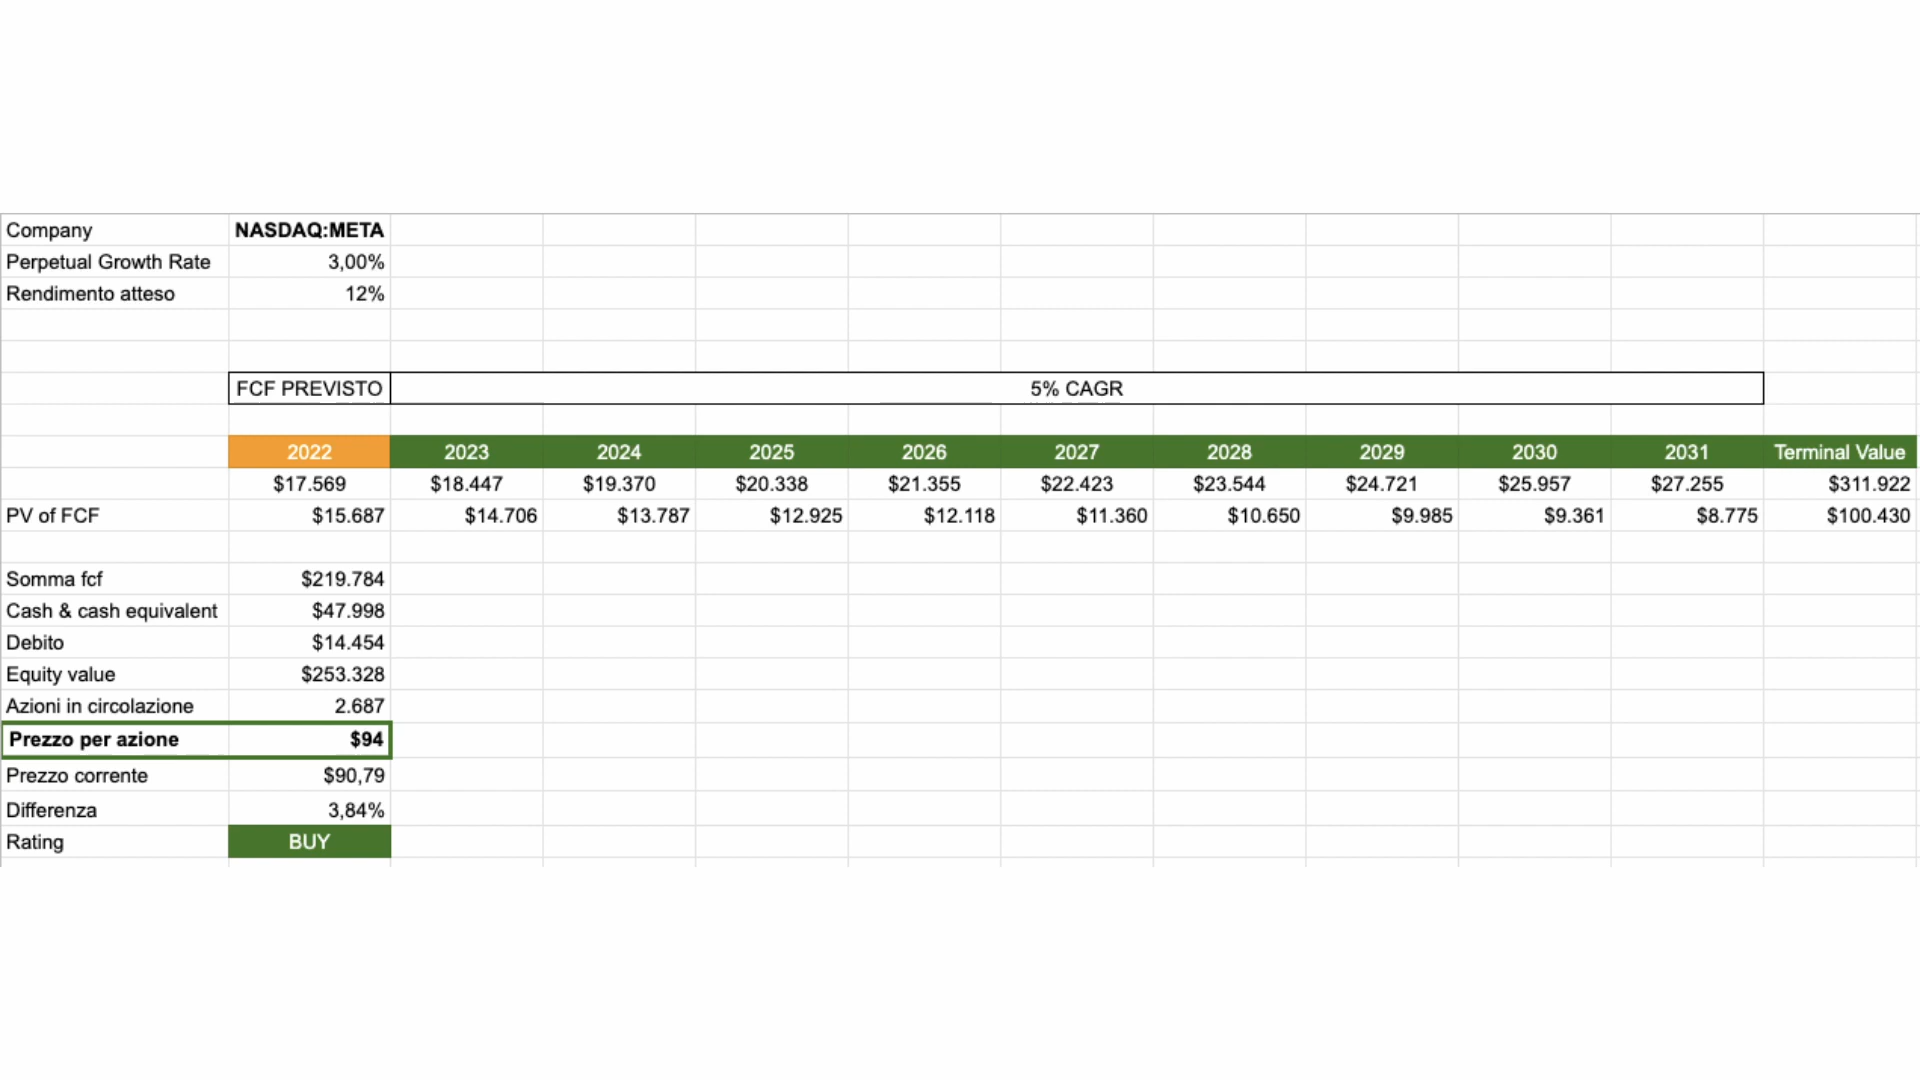 Company NASDAQ:META
Perpetual Growth Rate 3,00%
Rendimento atteso 12%
FCF PREVISTO 5% CAGR
2022 2023 2024 2025 2026 2027 2028 2029 2030 2031 Terminal Value
$17.569 $18.447 $19.370 $20.338 $21.355 $22.423 $23.544 $24.721 $25.957 $27.255 $311.922
PV of FCF $15.687 $14.706 $13.787 $12.925 $12.118 $11.360 $10.650 $9.985 $9.361 $8.775 $100.430
Somma fcf $219.784
Cash & cash equivalent $47.998
Debito $14.454
Equity value $253.328
Azioni in circolazione 2.687
Prezzo per azione $94
Prezzo corrente $90,79
Differenza 3,84%
Rating BUY